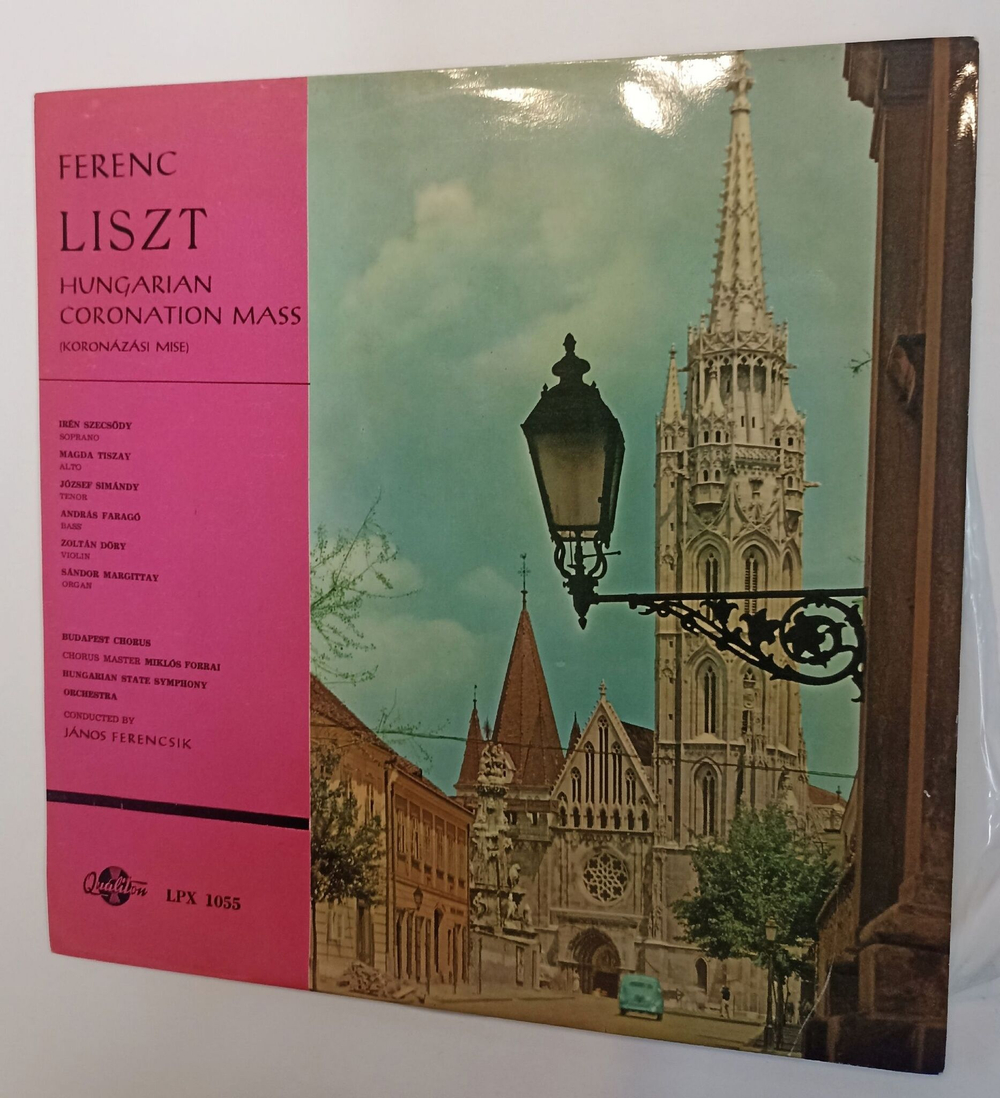 FERENC
LISZT
HUNGARIAN
CORONATION MASS
(KORONÁZÁSI MISE)
IRÉN SZECSŐDY
SOPRANO
MAGDA TISZAY
ALTO
JÓZSEF SIMÁNDY
TENOR
ANDRÁS FARAGÓ
BASS
ZOLTÁN DŐRY
VIOLIN
SÁNDOR MARGITTAY
ORGAN
BUDAPEST CHORUS
CHORUS MASTER MIKLÓS FORRAI
HUNGARIAN STATE SYMPHONY
ORCHESTRA
CONDUCTED BY
JÁNOS FERENCSIK
Qualiton
LPX 1055